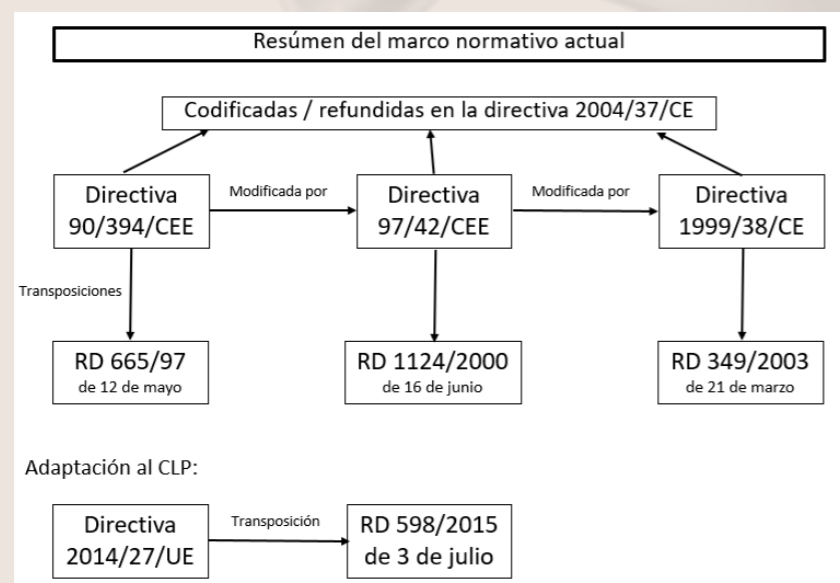 Resúmen del marco normativo actual
Codificadas / refundidas en la directiva 2004/37/CE
Directiva
90/394/CEE
Modificada por
Directiva
97/42/CEE
Modificada por
Directiva
1999/38/CE
Transposiciones
RD 665/97
de 12 de mayo
RD 1124/2000
de 16 de junio
RD 349/2003
de 21 de marzo
Adaptación al CLP:
Directiva
2014/27/UE
Transposición
RD 598/2015
de 3 de julio